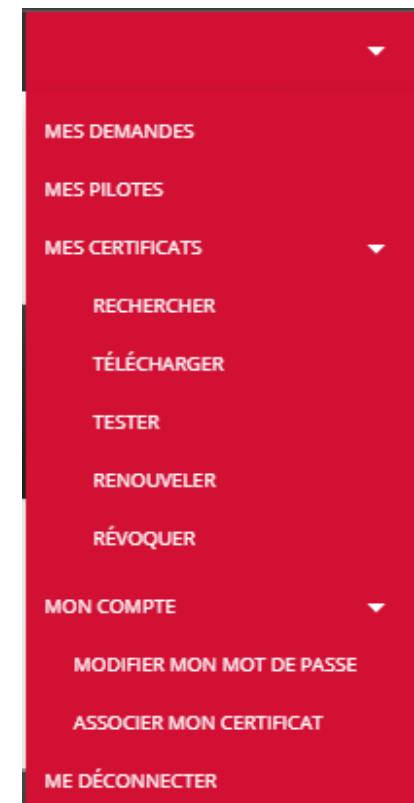 MES DEMANDES
MES PILOTES
MES CERTIFICATS
RECHERCHER
TÉLÉCHARGER
TESTER
RENOUVELER
RÉVOQUER
MON COMPTE
MODIFIER MON MOT DE PASSE
ASSOCIER MON CERTIFICAT
ME DÉCONNECTER